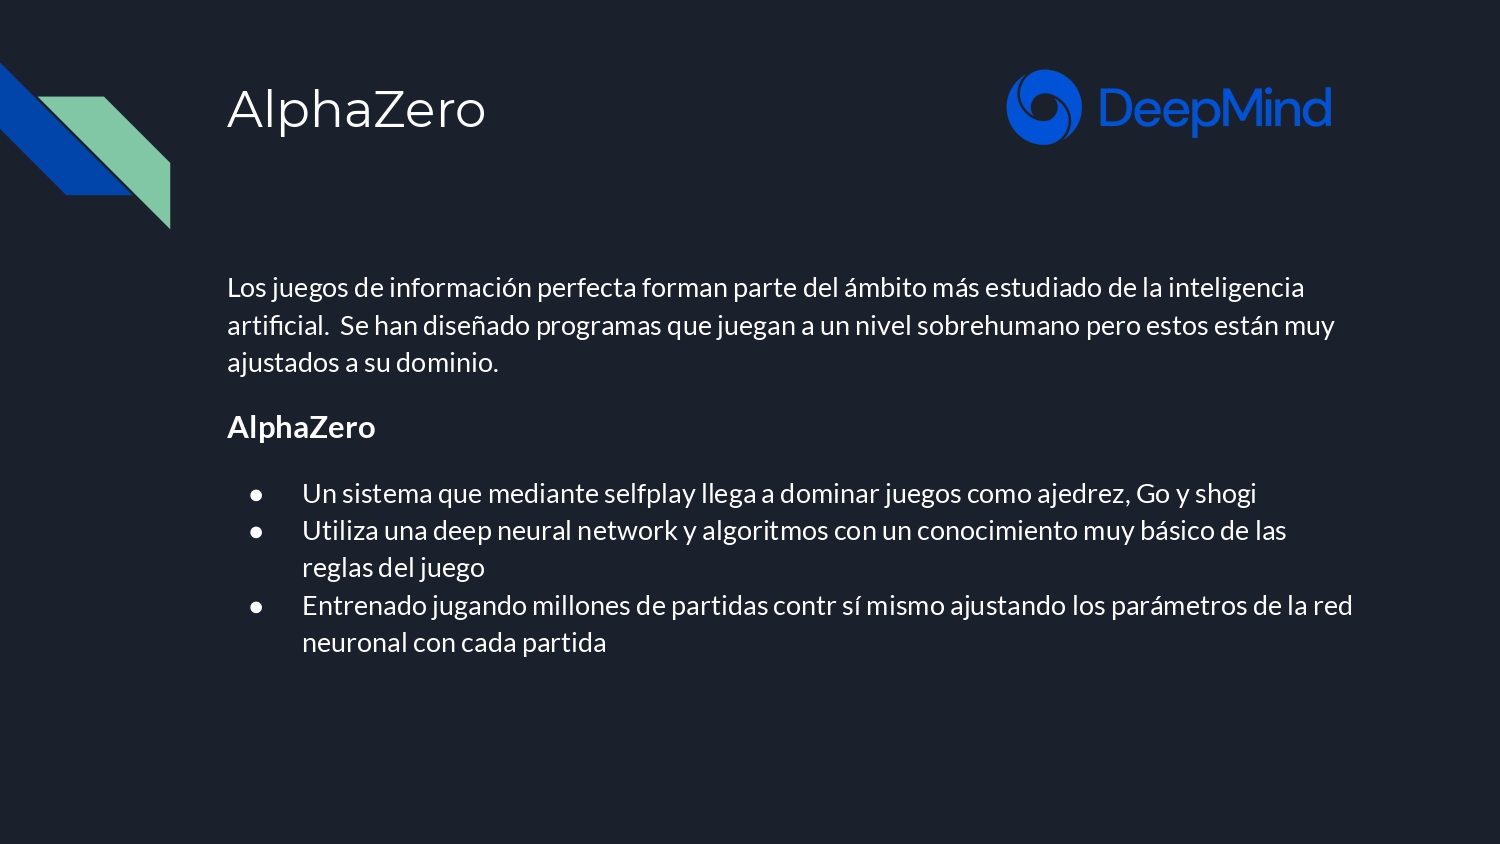 AlphaZero
DeepMind
Los juegos de información perfecta forman parte del ámbito más estudiado de la inteligencia
artificial.  Se han diseñado programas que juegan a un nivel sobrehumano pero estos están muy
ajustados a su dominio.
AlphaZero
● Un sistema que mediante selfplay llega a dominar juegos como ajedrez, Go y shogi
● Utiliza una deep neural network y algoritmos con un conocimiento muy básico de las
reglas del juego
● Entrenado jugando millones de partidas contr sí mismo ajustando los parámetros de la red
neuronal con cada partida